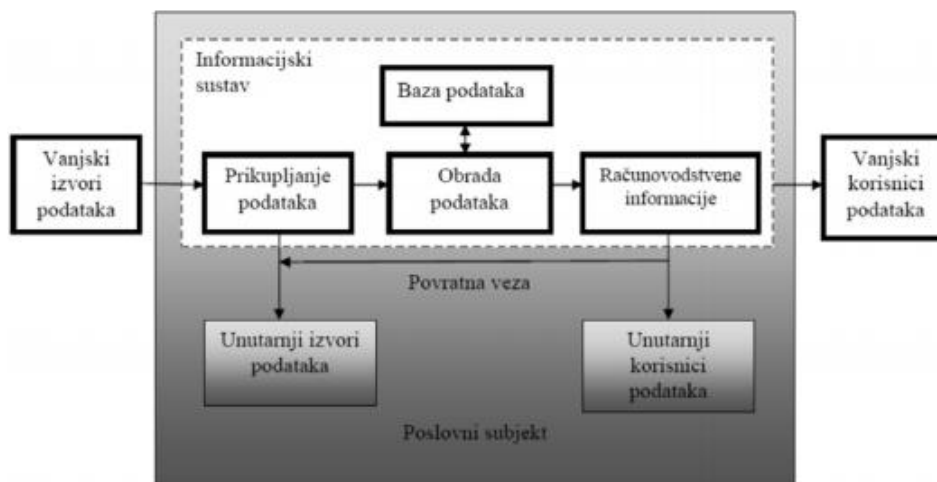 Informacijski
sustav
Baza podataka
Vanjski
izvori
podataka
Prikupljanje
podataka
Obrada
podataka
Računovodstvene
informacije
Vanjski
korisnici
podataka
Povratna veza
Unutarnji izvori
podataka
Unutarnji
korisnici
podataka
Poslovni subjekt